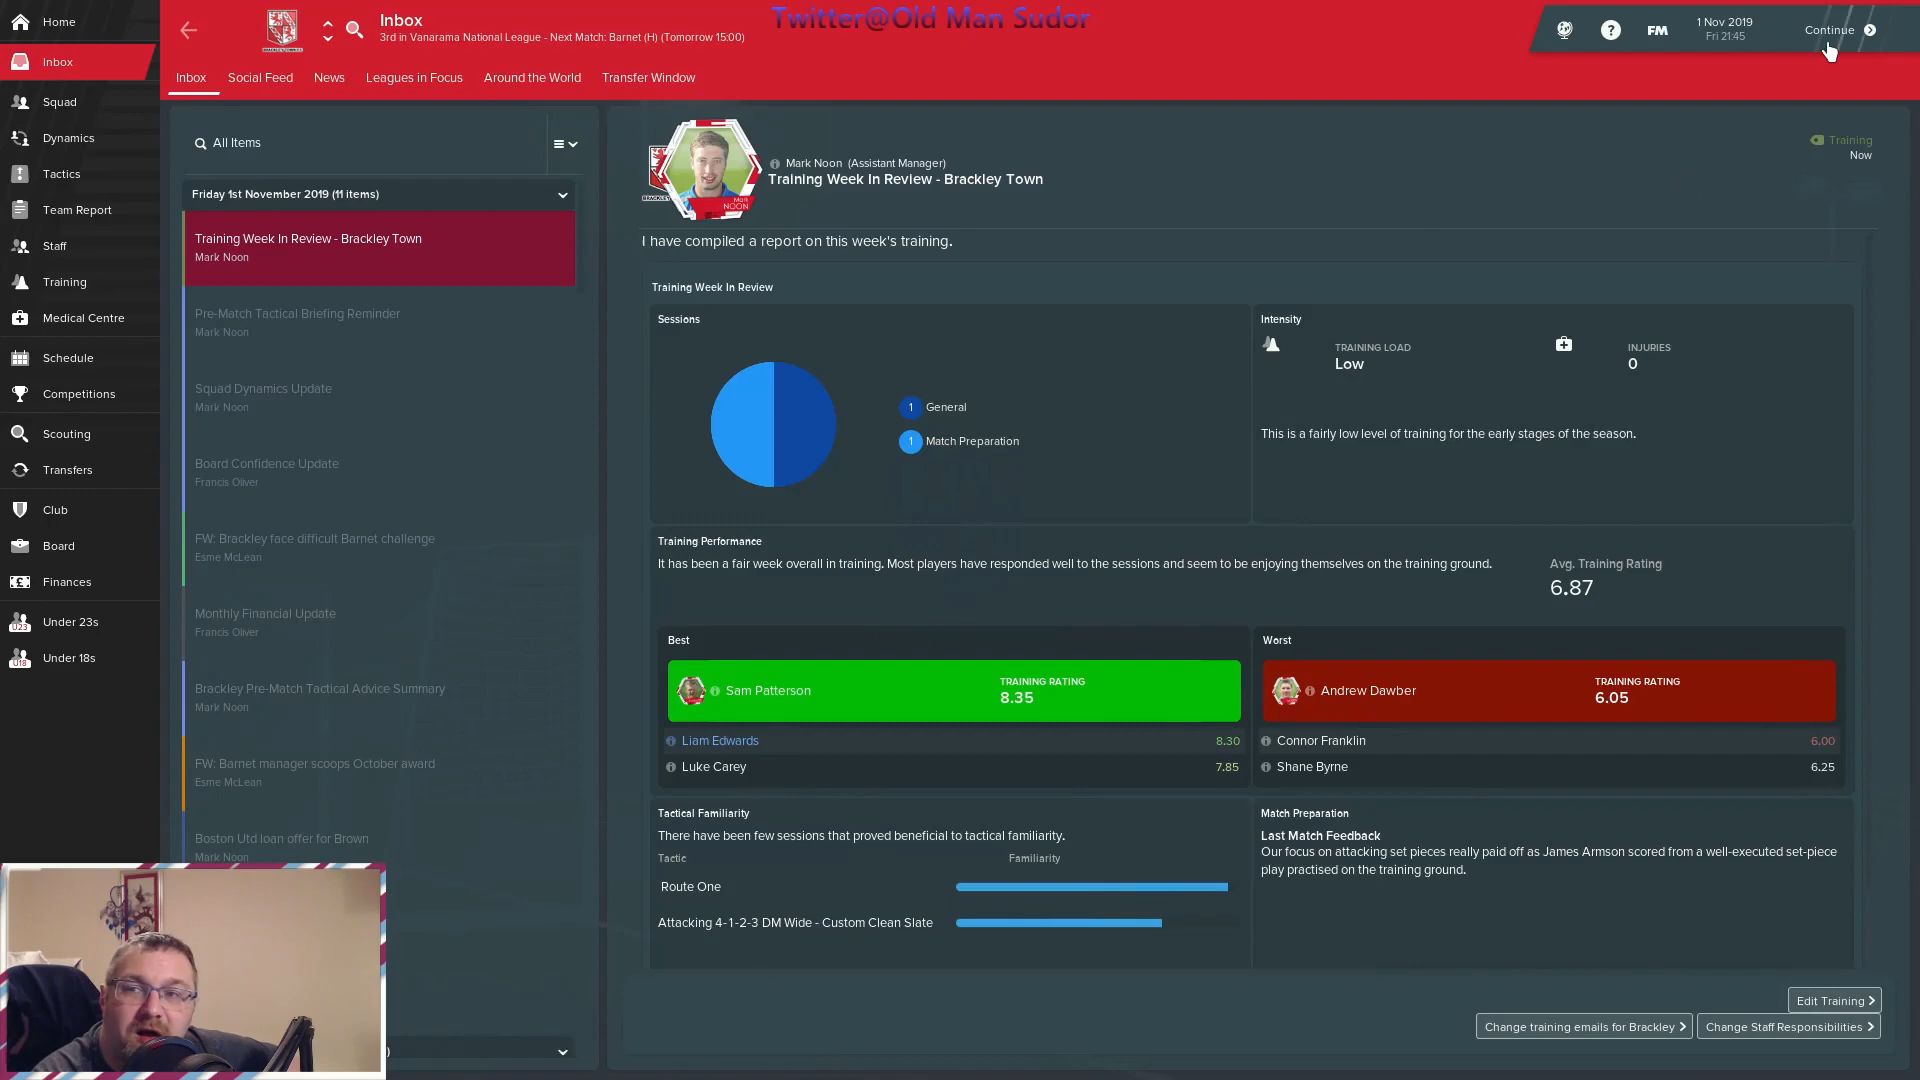 Home
Inbox
Squad
Dynamics
Tactics
Team Report
Staff
Training
Medical Centre
Schedule
Competitions
Scouting
Transfers
Club
Board
Finances
U23
Under 23s
U18
Under 18s
Inbox
3rd in Vanarama National League - Next Match: Barnet (H) (Tomorrow 15:00)
Twitter@Old Man Sudor
?
FM
1 Nov 2019
Fri 21:45
Continue
Inbox
Social Feed
News
Leagues in Focus
Around the World
Transfer Window
All Items
Friday 1st November 2019 (11 items)
Training Week In Review - Brackley Town
Mark Noon
Pre-Match Tactical Briefing Reminder
Mark Noon
Squad Dynamics Update
Mark Noon
Board Confidence Update
Francis Oliver
FW: Brackley face difficult Barnet challenge
Esme McLean
Monthly Financial Update
Francis Oliver
Brackley Pre-Match Tactical Advice Summary
Mark Noon
FW: Barnet manager scoops October award
Esme McLean
Boston Utd loan offer for Brown
Mark Noon
)
NOON
Mark Noon (Assistant Manager)
Training Week In Review - Brackley Town
Training
Now
I have compiled a report on this week's training.
Training Week In Review
Sessions
1 General
1 Match Preparation
Intensity
TRAINING LOAD
Low
INJURIES
0
This is a fairly low level of training for the early stages of the season.
Training Performance
It has been a fair week overall in training. Most players have responded well to the sessions and seem to be enjoying themselves on the training ground.
Avg. Training Rating
6.87
Best
Sam Patterson
TRAINING RATING
8.35
Liam Edwards 8.30
Luke Carey 7.85
Worst
Andrew Dawber
TRAINING RATING
6.05
Connor Franklin 6.00
Shane Byrne 6.25
Tactical Familiarity
There have been few sessions that proved beneficial to tactical familiarity.
Tactic Familiarity
Route One
Attacking 4-1-2-3 DM Wide - Custom Clean Slate
Match Preparation
Last Match Feedback
Our focus on attacking set pieces really paid off as James Armson scored from a well-executed set-piece
play practised on the training ground.
Edit Training
Change training emails for Brackley
Change Staff Responsibilities